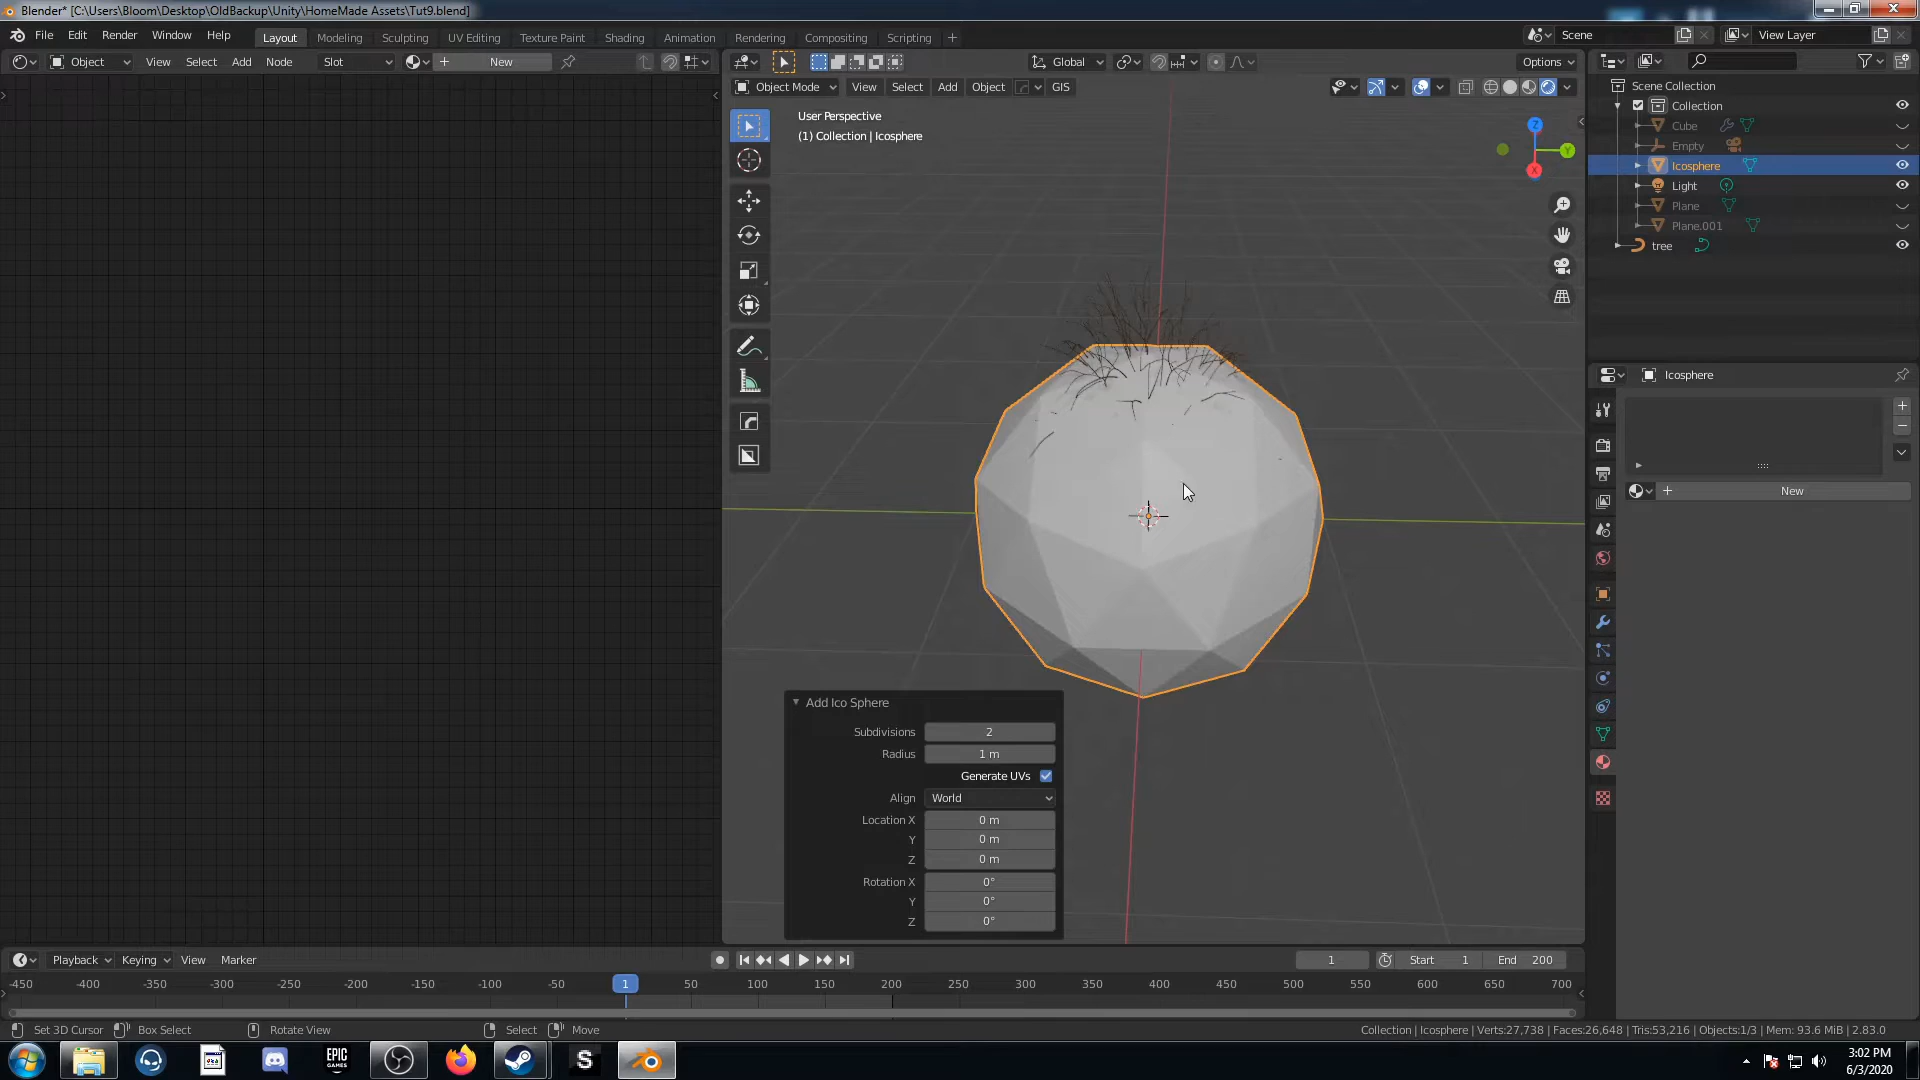 Blender* [C:\Users\Bloom\Desktop\OldBackup\Unity\HomeMade Assets\Tut9.blend]
File Edit Render Window Help Layout Modeling Sculpting UV Editing Texture Paint Shading Animation Rendering Compositing Scripting + Scene View Layer
Object View Select Add Node Slot New Global Options
Object Mode View Select Add Object GIS
User Perspective
(1) Collection | Icosphere
Z
Y
X
Scene Collection
Collection
Cube
Empty
Icosphere
Light
Plane
Plane.001
tree
Icosphere
New
Add Ico Sphere
Subdivisions 2
Radius 1 m
Generate UVs
Align World
Location X 0 m
Y 0 m
Z 0 m
Rotation X 0°
Y 0°
Z 0°
Playback Keying View Marker 1 Start 1 End 200
-450 -400 -350 -300 -250 -200 -150 -100 -50 1 50 100 150 200 250 300 350 400 450 500 550 600 650 700
Set 3D Cursor Box Select Rotate View Select Move Collection | Icosphere | Verts:27,738 | Faces:26,648 | Tris:53,216 | Objects:1/3 | Mem: 93.6 MiB | 2.83.0
EPIC
GAMES
S
3:02 PM
6/3/2020